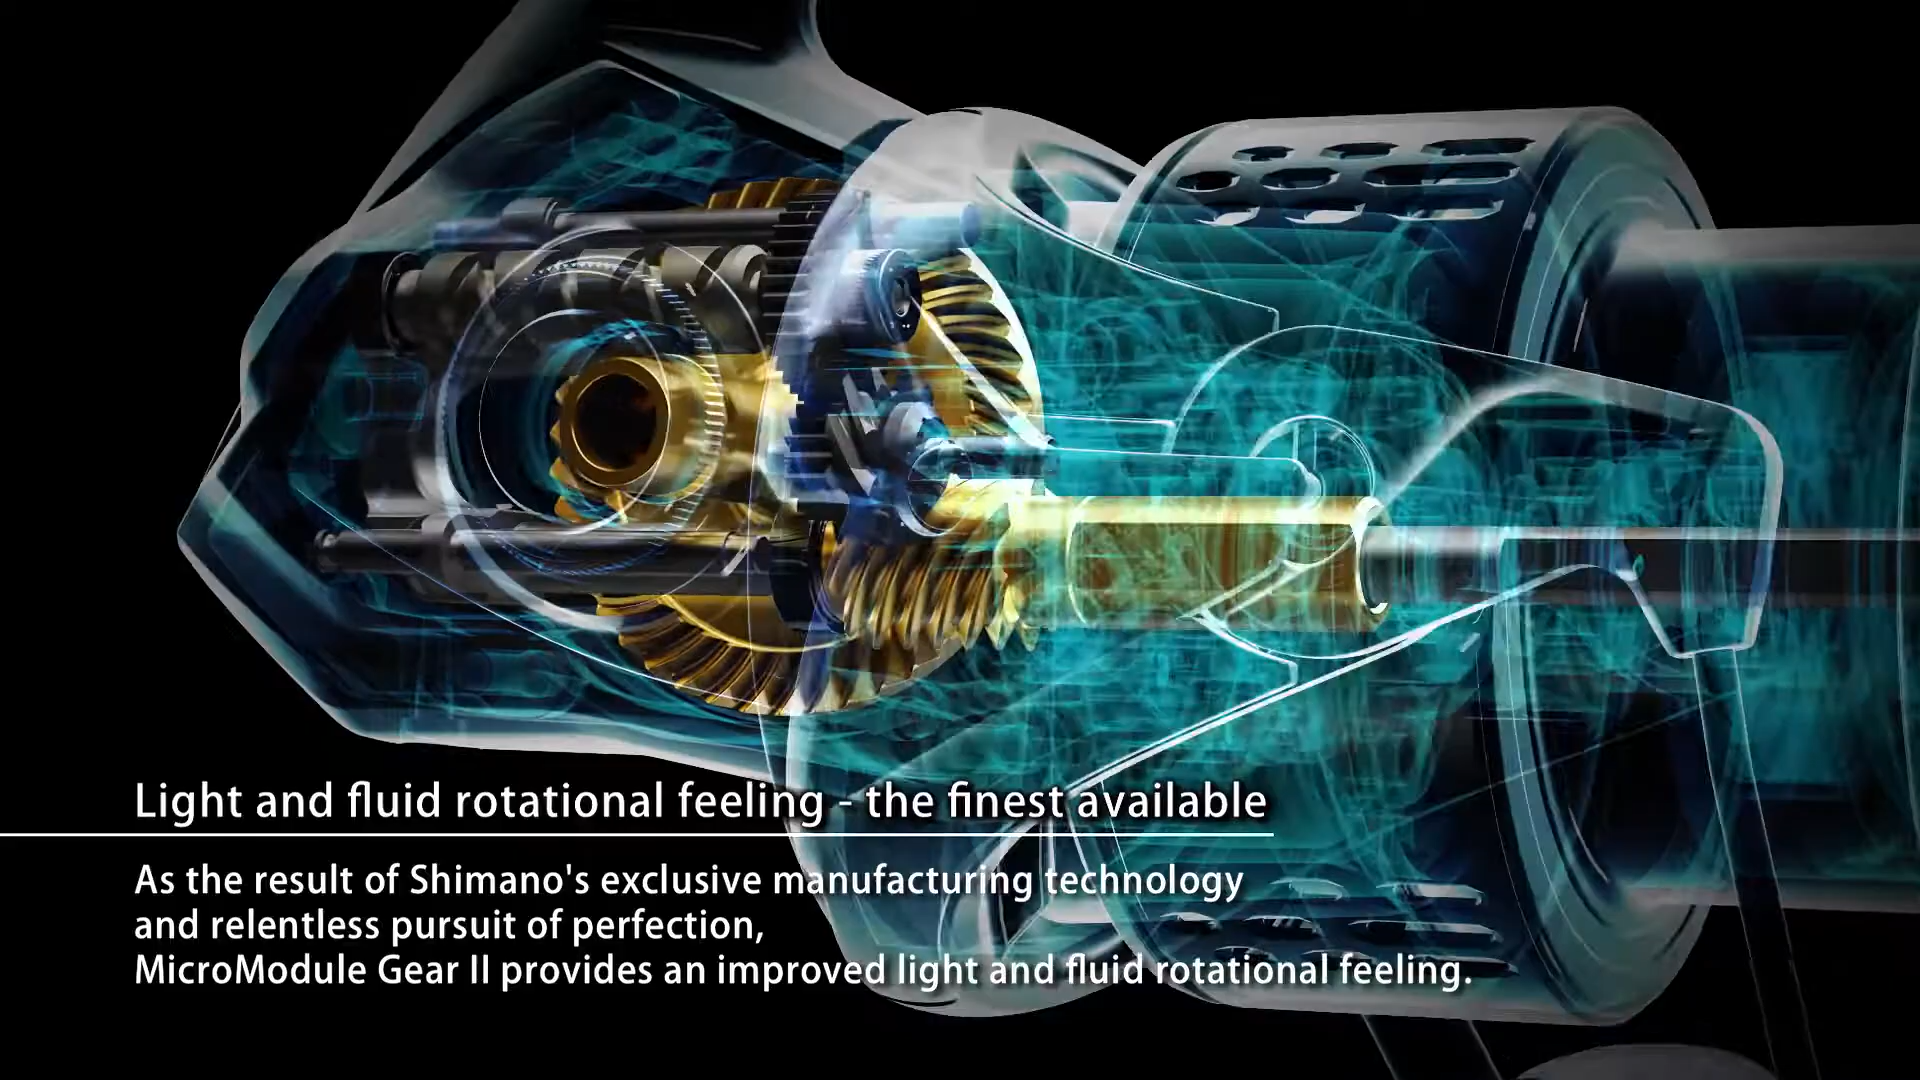 Light and fluid rotational feeling - the finest available
As the result of Shimano's exclusive manufacturing technology
and relentless pursuit of perfection,
MicroModule Gear II provides an improved light and fluid rotational feeling.